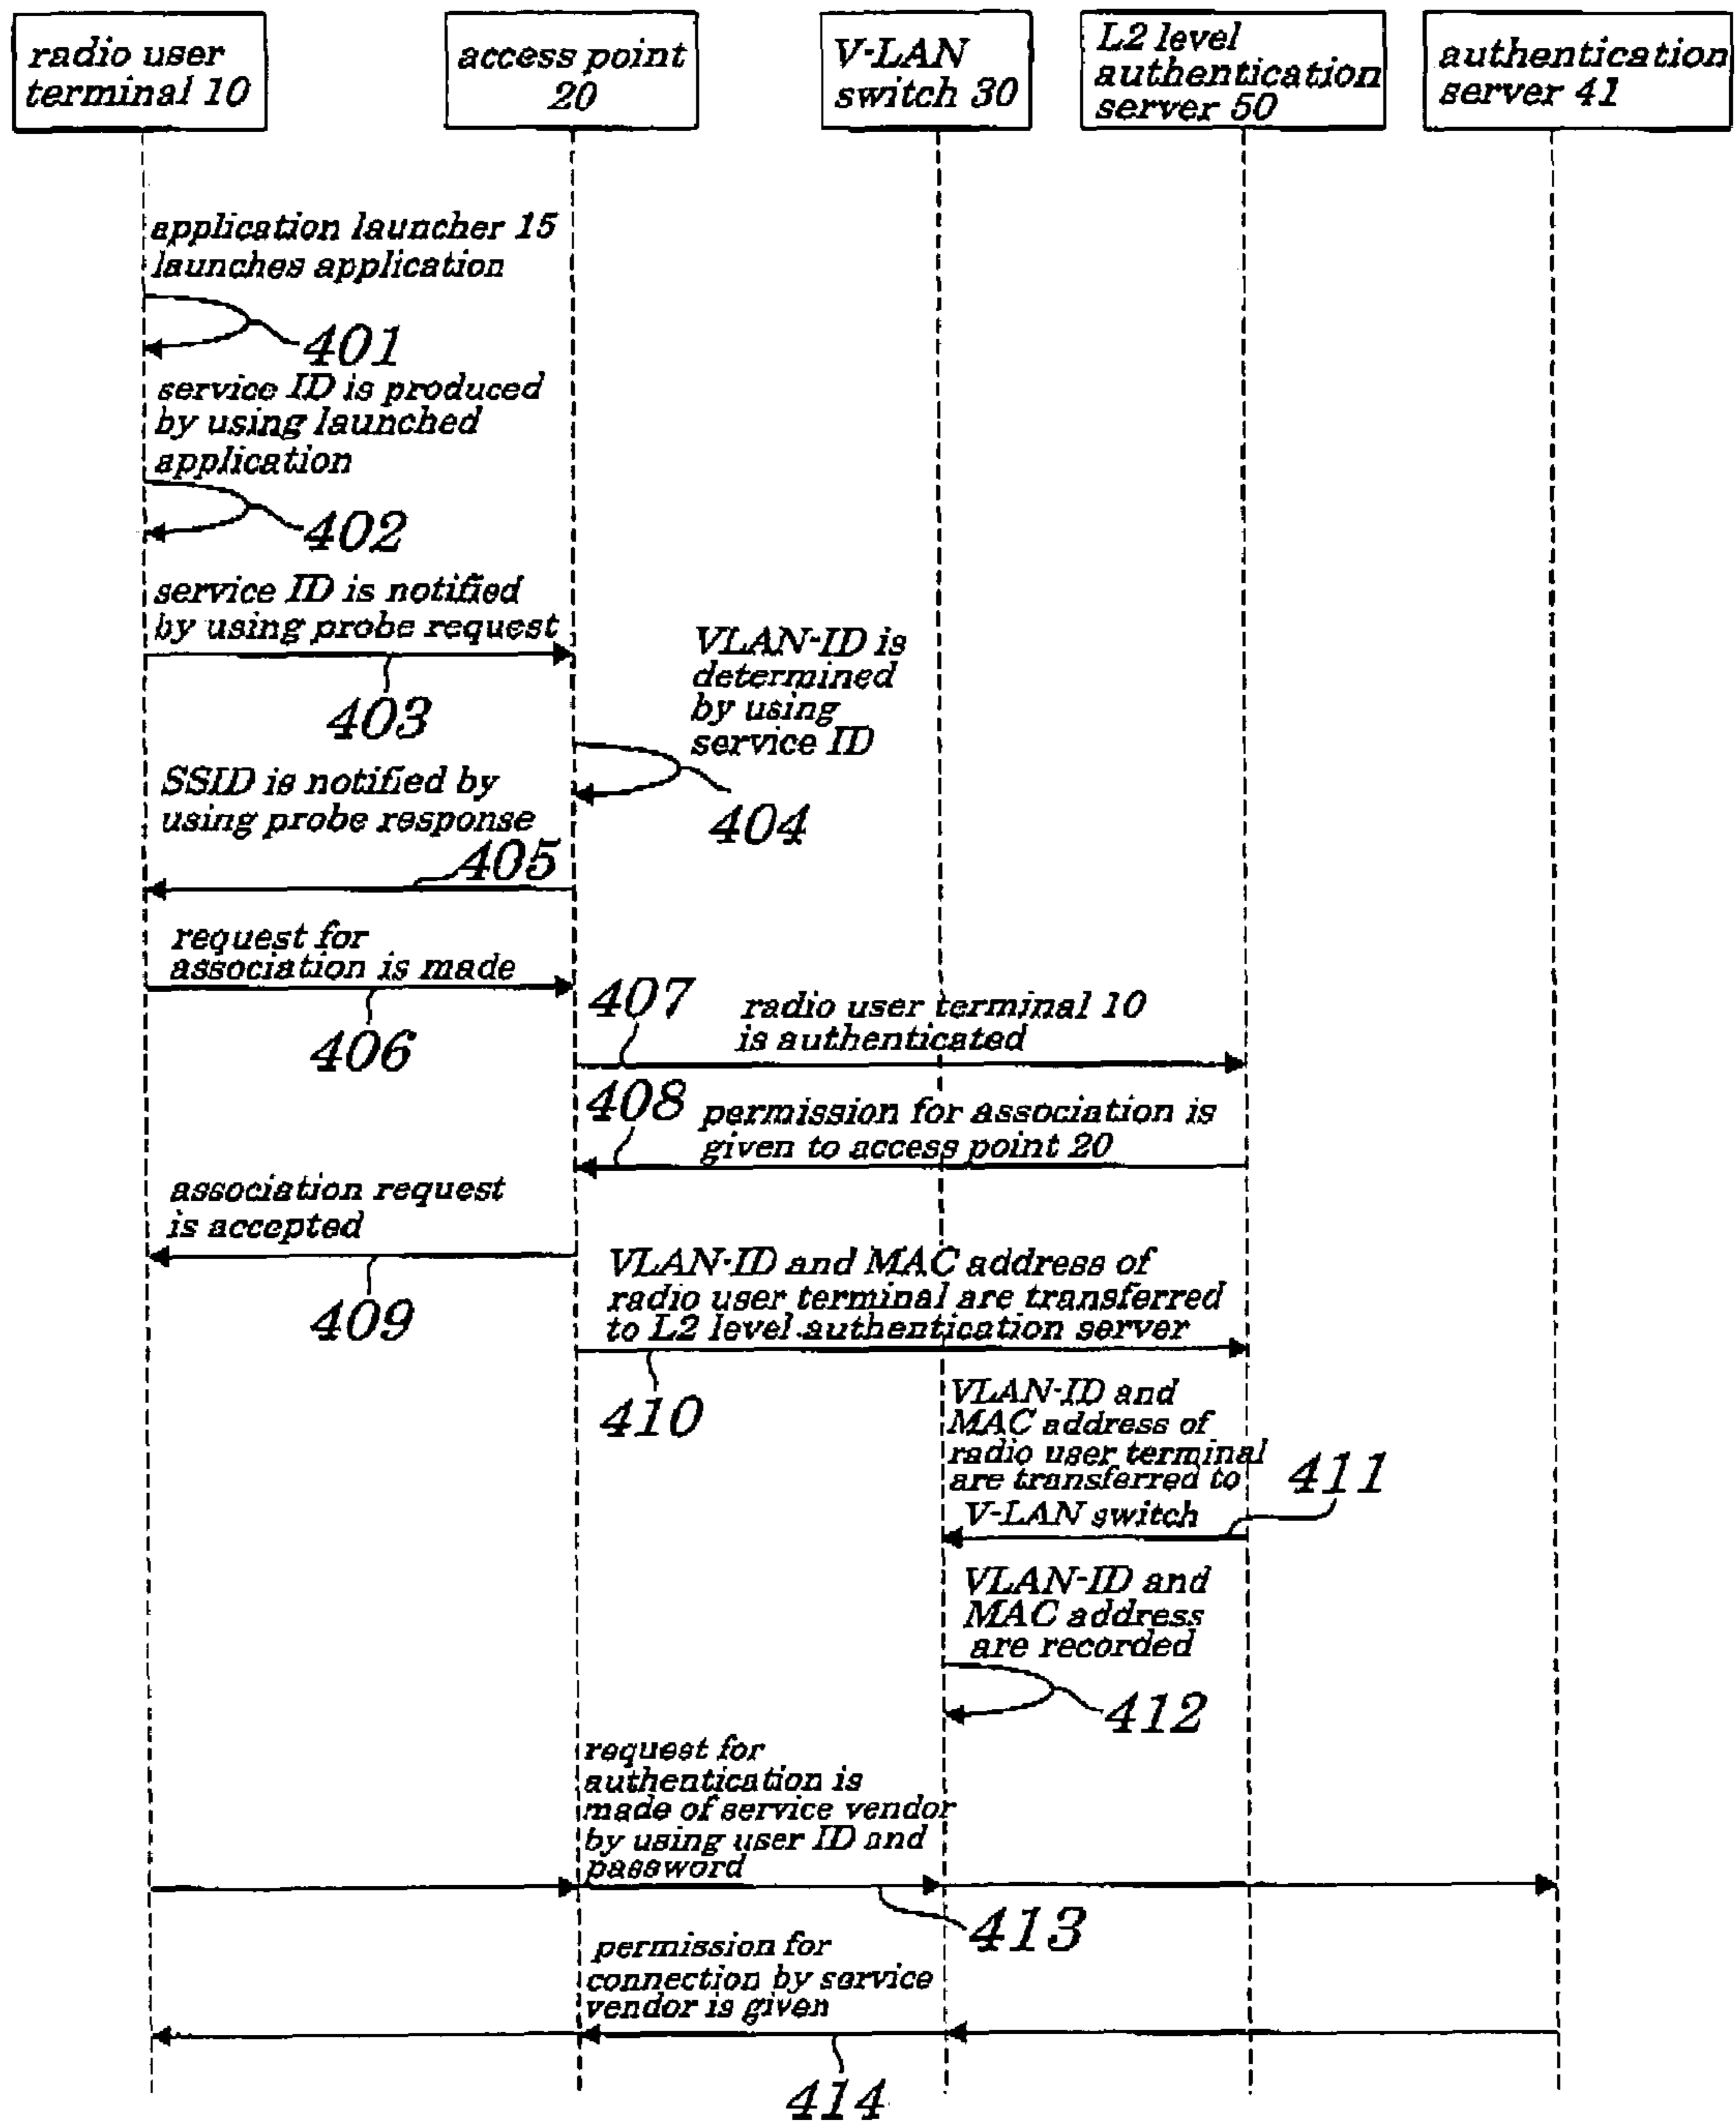 radio user
terminal 10
access point
20
V-LAN
switch 30
L2 level
authentication
server 50
authentication
server 41
application launcher 15
launches application
401
service ID is produced
by using launched
application
402
service ID is notified
by using probe request
403
VLAN-ID is
determined
by using
service ID
404
SSID is notified by
using probe response
405
request for
association is made
406
407
radio user terminal 10
is authenticated
408
permission for association is
given to access point 20
association request
is accepted
409
VLAN-ID and MAC address of
radio user terminal are transferred
to L2 level authentication server
410
VLAN-ID and
MAC address of
radio user terminal
are transferred to
V-LAN switch
411
VLAN-ID and
MAC address
are recorded
412
request for
authentication is
made of service vendor
by using user ID and
password
413
permission for
connection by service
vendor is given
414